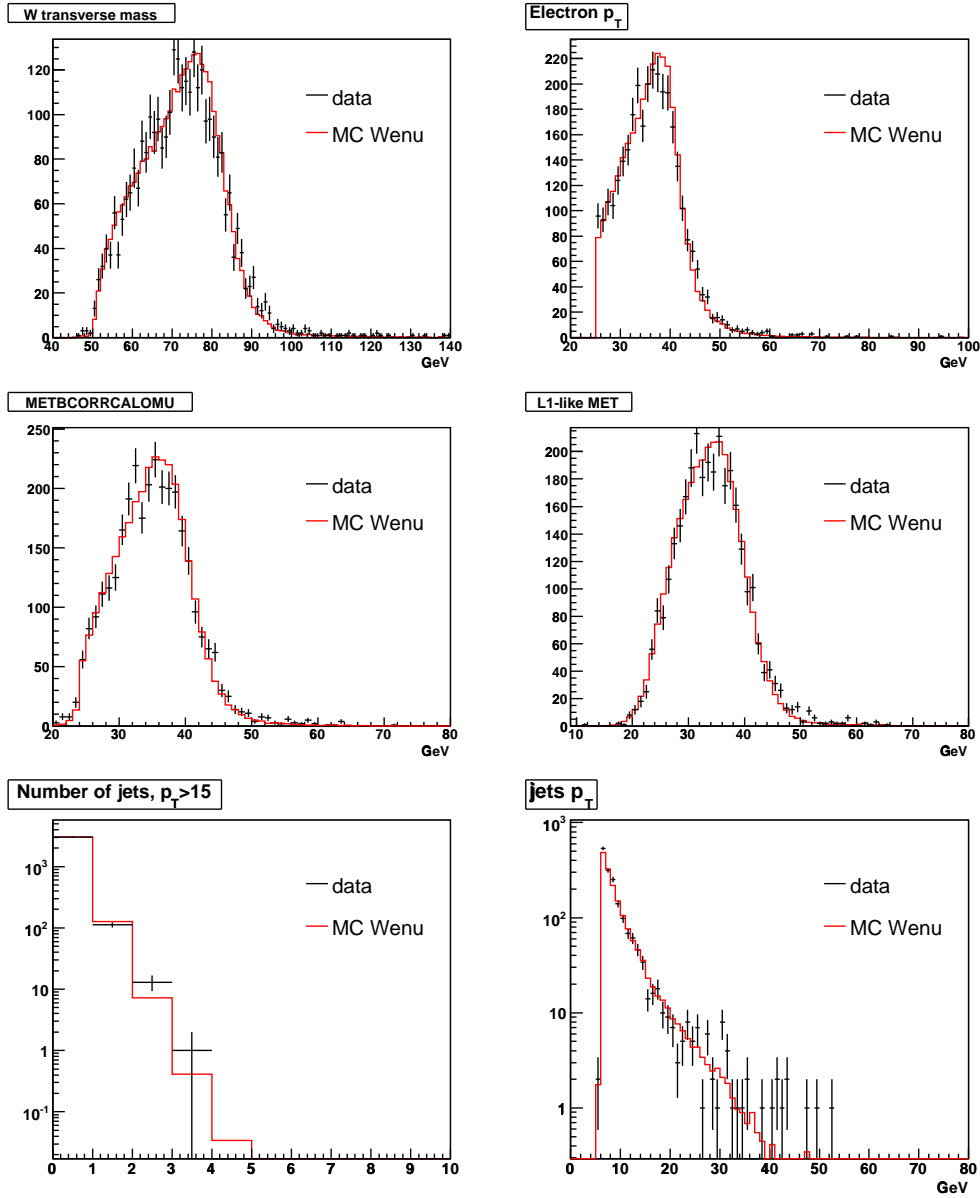 W transverse mass
120
100
80
60
40
20
0
data
MC Wenu
40 50 60 70 80 90 100 110 120 130 140
GeV
Electron p_T
220
200
180
160
140
120
100
80
60
40
20
0
data
MC Wenu
20 30 40 50 60 70 80 90 100
GeV
METBCORRCALOMU
250
200
150
100
50
0
data
MC Wenu
20 30 40 50 60 70 80
GeV
L1-like MET
200
180
160
140
120
100
80
60
40
20
0
data
MC Wenu
10 20 30 40 50 60 70 80
GeV
Number of jets, p_T>15
10^3
10^2
10
1
10^-1
data
MC Wenu
0 1 2 3 4 5 6 7 8 9 10
jets p_T
10^3
10^2
10
1
data
MC Wenu
0 10 20 30 40 50 60 70 80
GeV